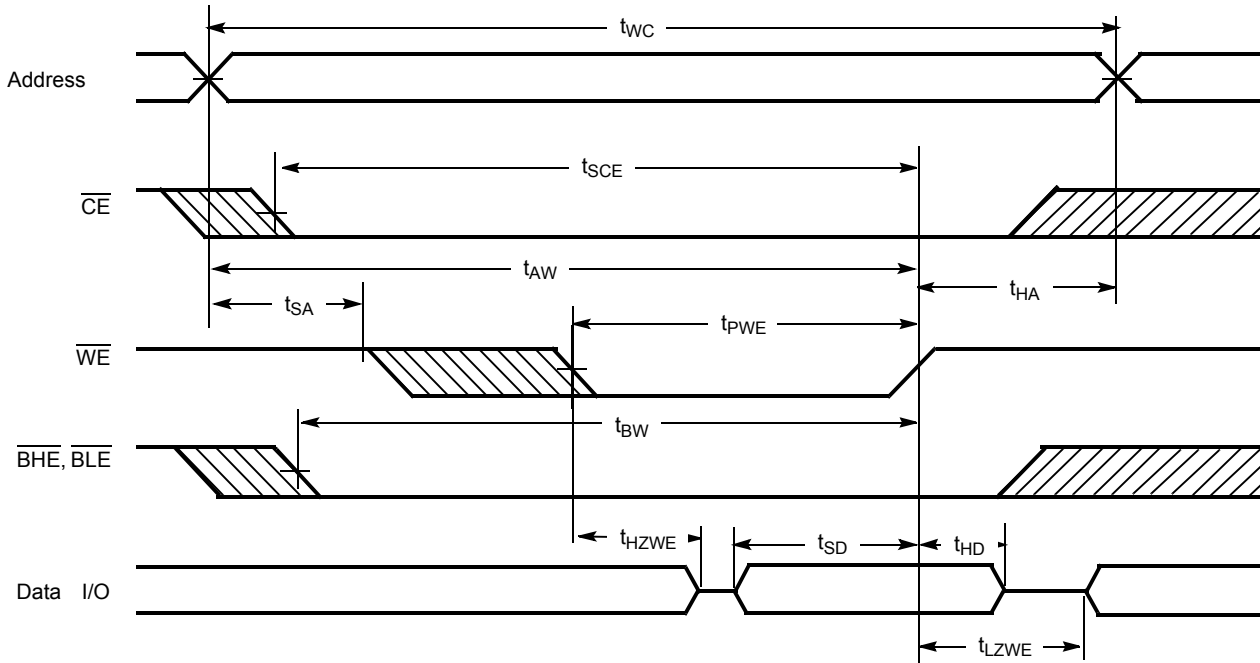 tWC
Address
tSCE
CE
tAW
tSA
tHA
tPWE
WE
tBW
BHE, BLE
tHZWE
tSD
tHD
Data I/O
tLZWE